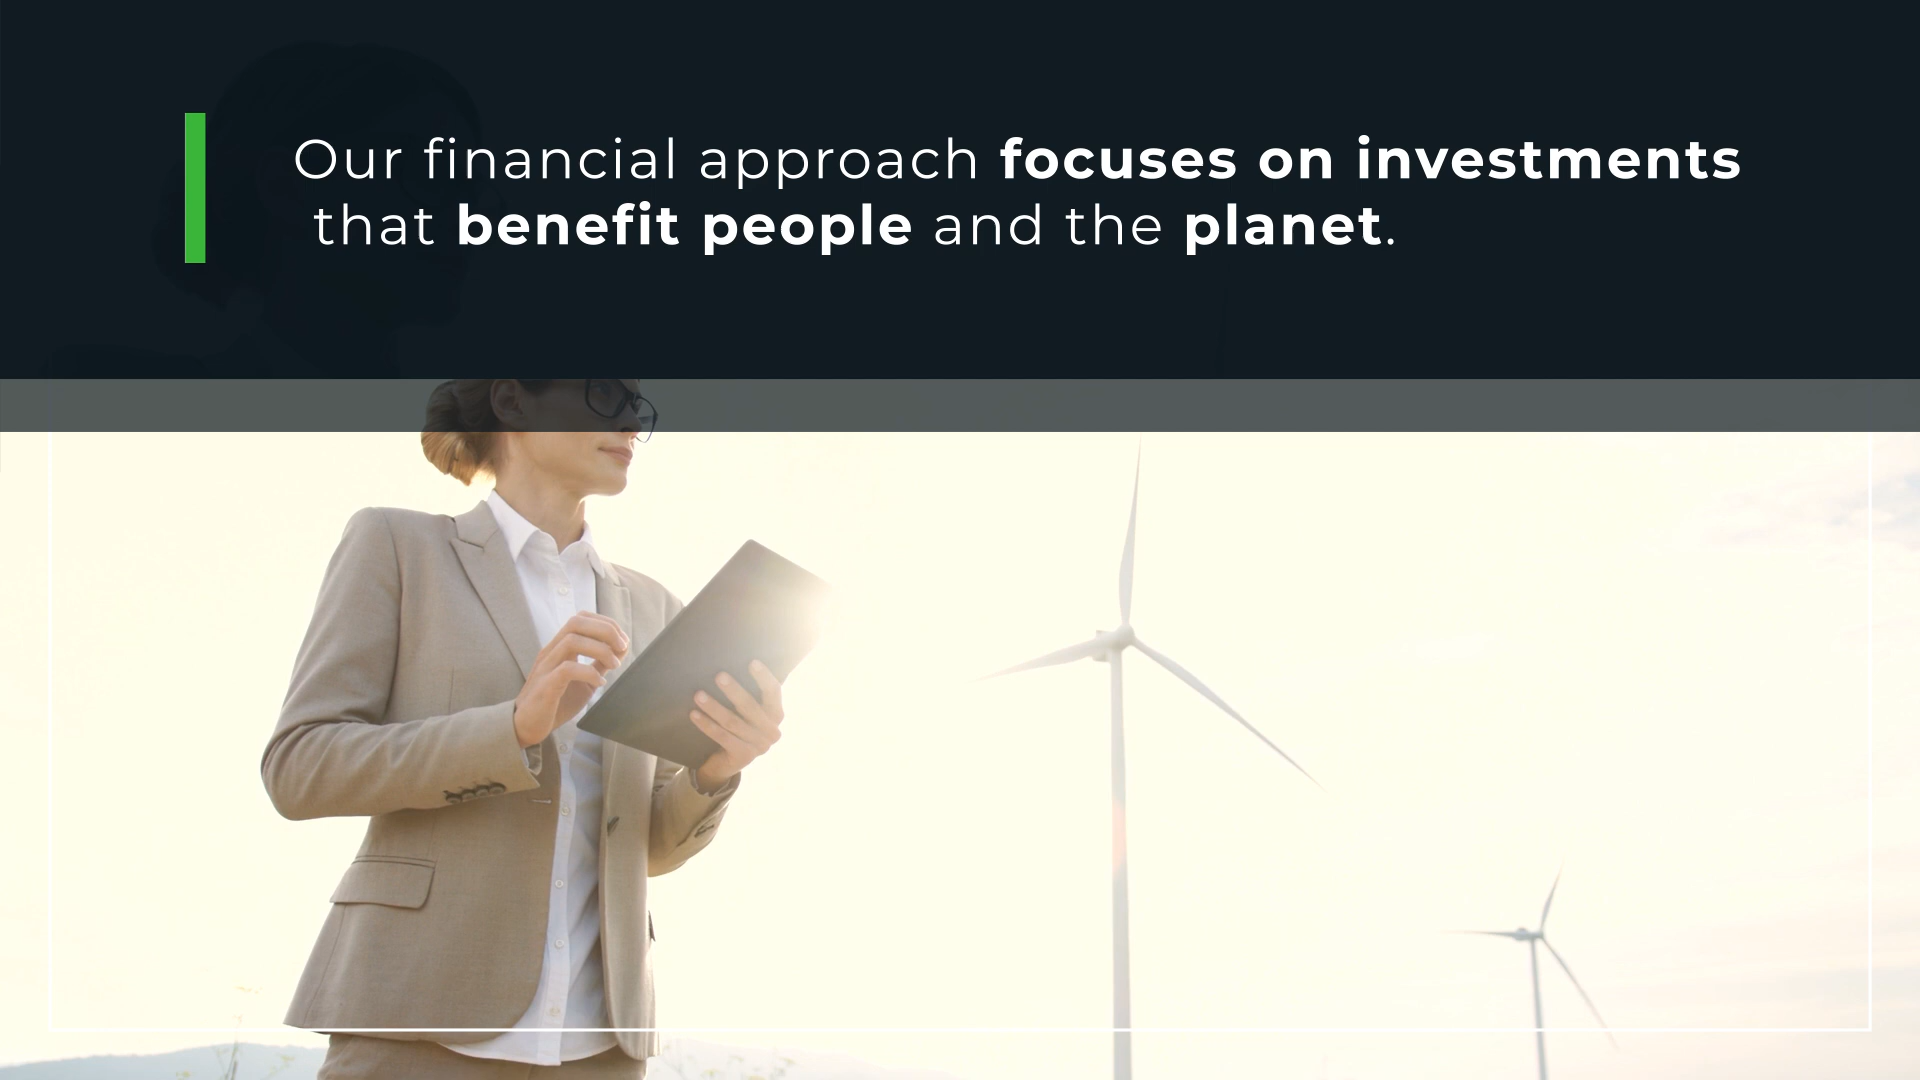 Our financial approach focuses on investments
that benefit people and the planet.